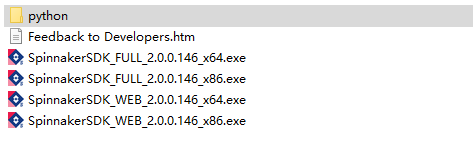 python
Feedback to Developers.htm
SpinnakerSDK_FULL_2.0.0.146_x64.exe
SpinnakerSDK_FULL_2.0.0.146_x86.exe
SpinnakerSDK_WEB_2.0.0.146_x64.exe
SpinnakerSDK_WEB_2.0.0.146_x86.exe